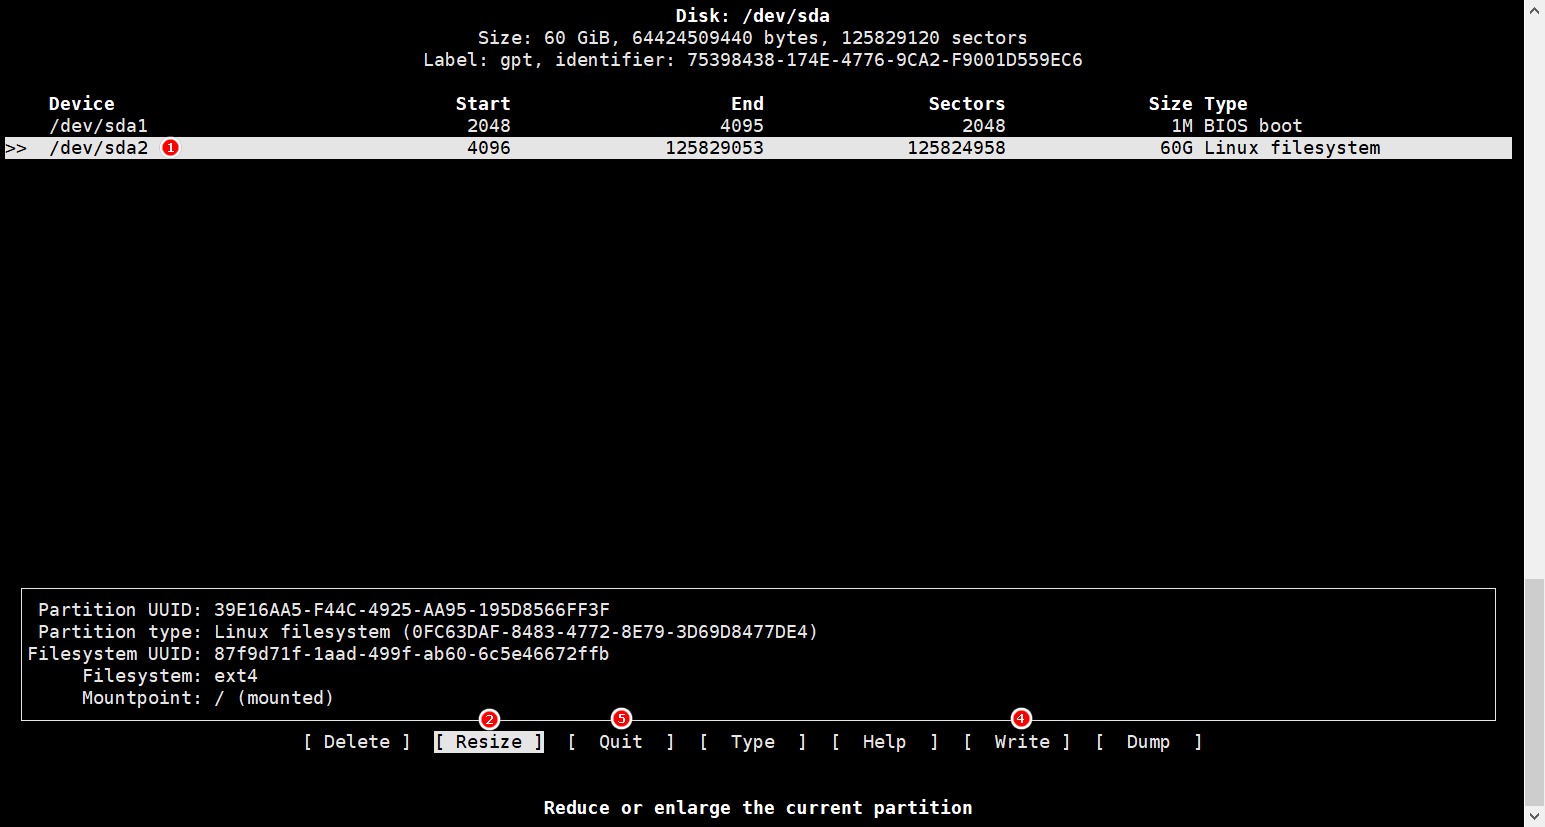 Disk: /dev/sda
Size: 60 GiB, 64424509440 bytes, 125829120 sectors
Label: gpt, identifier: 75398438-174E-4776-9CA2-F9001D559EC6
Device Start End Sectors Size Type
/dev/sda1 2048 4095 2048 1M BIOS boot
>> /dev/sda2 1 4096 125829053 125824958 60G Linux filesystem
Partition UUID: 39E16AA5-F44C-4925-AA95-195D8566FF3F
Partition type: Linux filesystem (0FC63DAF-8483-4772-8E79-3D69D8477DE4)
Filesystem UUID: 87f9d71f-1aad-499f-ab60-6c5e46672ffb
Filesystem: ext4
Mountpoint: / (mounted)
2 5 4
[ Delete ] [ Resize ] [ Quit ] [ Type ] [ Help ] [ Write ] [ Dump ]
Reduce or enlarge the current partition